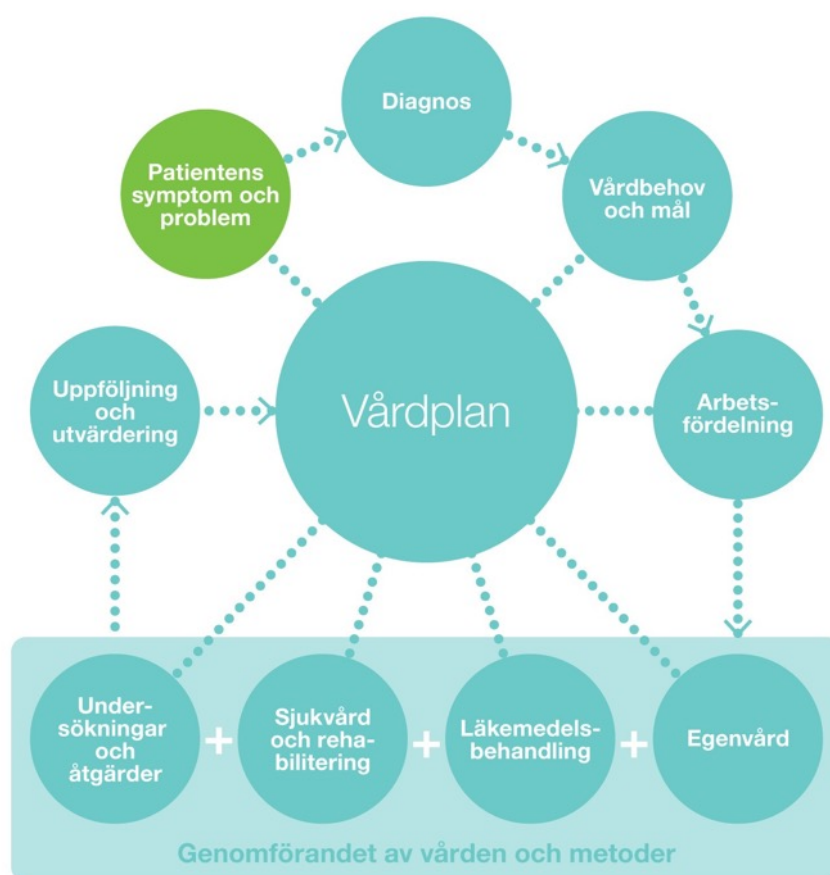 Diagnos
Patientens
symptom och
problem
Vårdbehov
och mål
Uppföljning
och
utvärdering
Vårdplan
Arbets-
fördelning
Under-
sökningar
och
åtgärder
+
Sjukvård
och reha-
bilitering
+
Läkemedels-
behandling
+
Egenvård
Genomförandet av vården och metoder